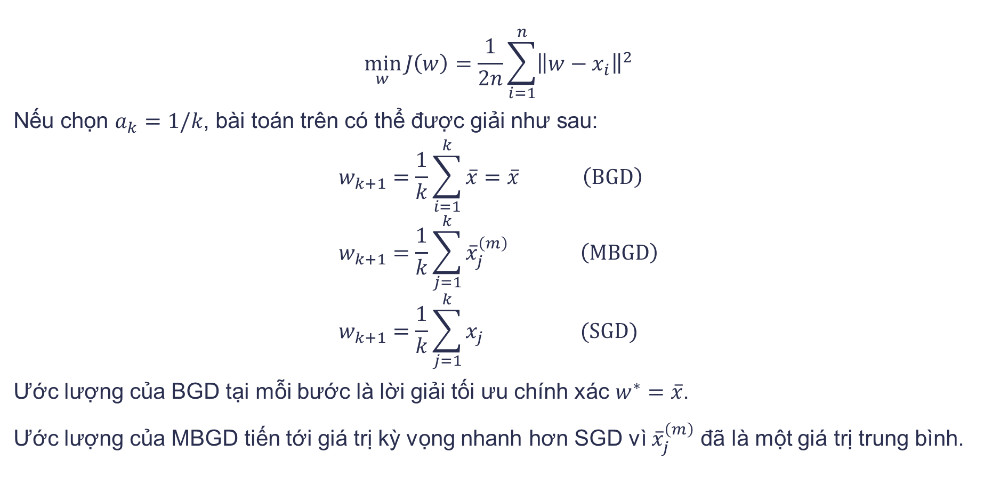 $$\min_{w} J(w) = \frac{1}{2n} \sum_{i=1}^{n} \|w - x_i\|^2$$
Nếu chọn $a_k = 1/k$, bài toán trên có thể được giải như sau:
$$w_{k+1} = \frac{1}{k} \sum_{i=1}^{k} \bar{x} = \bar{x} \qquad \text{(BGD)}$$
$$w_{k+1} = \frac{1}{k} \sum_{j=1}^{k} \bar{x}_j^{(m)} \qquad \text{(MBGD)}$$
$$w_{k+1} = \frac{1}{k} \sum_{j=1}^{k} x_j \qquad \text{(SGD)}$$
Ước lượng của BGD tại mỗi bước là lời giải tối ưu chính xác $w^* = \bar{x}$.
Ước lượng của MBGD tiến tới giá trị kỳ vọng nhanh hơn SGD vì $\bar{x}_j^{(m)}$ đã là một giá trị trung bình.